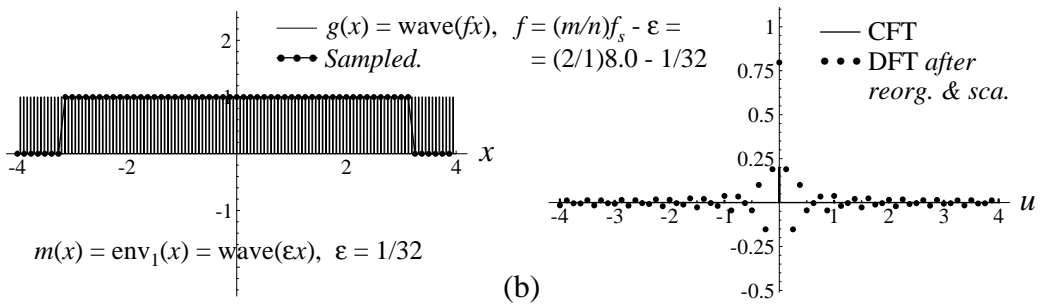 g(x) = wave(fx), f = (m/n)f_s - ε =
Sampled. = (2/1)8.0 - 1/32
2
1
-4 -2 0 2 4 x
-1
m(x) = env_1(x) = wave(εx), ε = 1/32
1
CFT
0.75
DFT after
reorg. & sca.
0.5
0.25
-4 -3 -2 -1 0 1 2 3 4 u
-0.25
-0.5
(b)